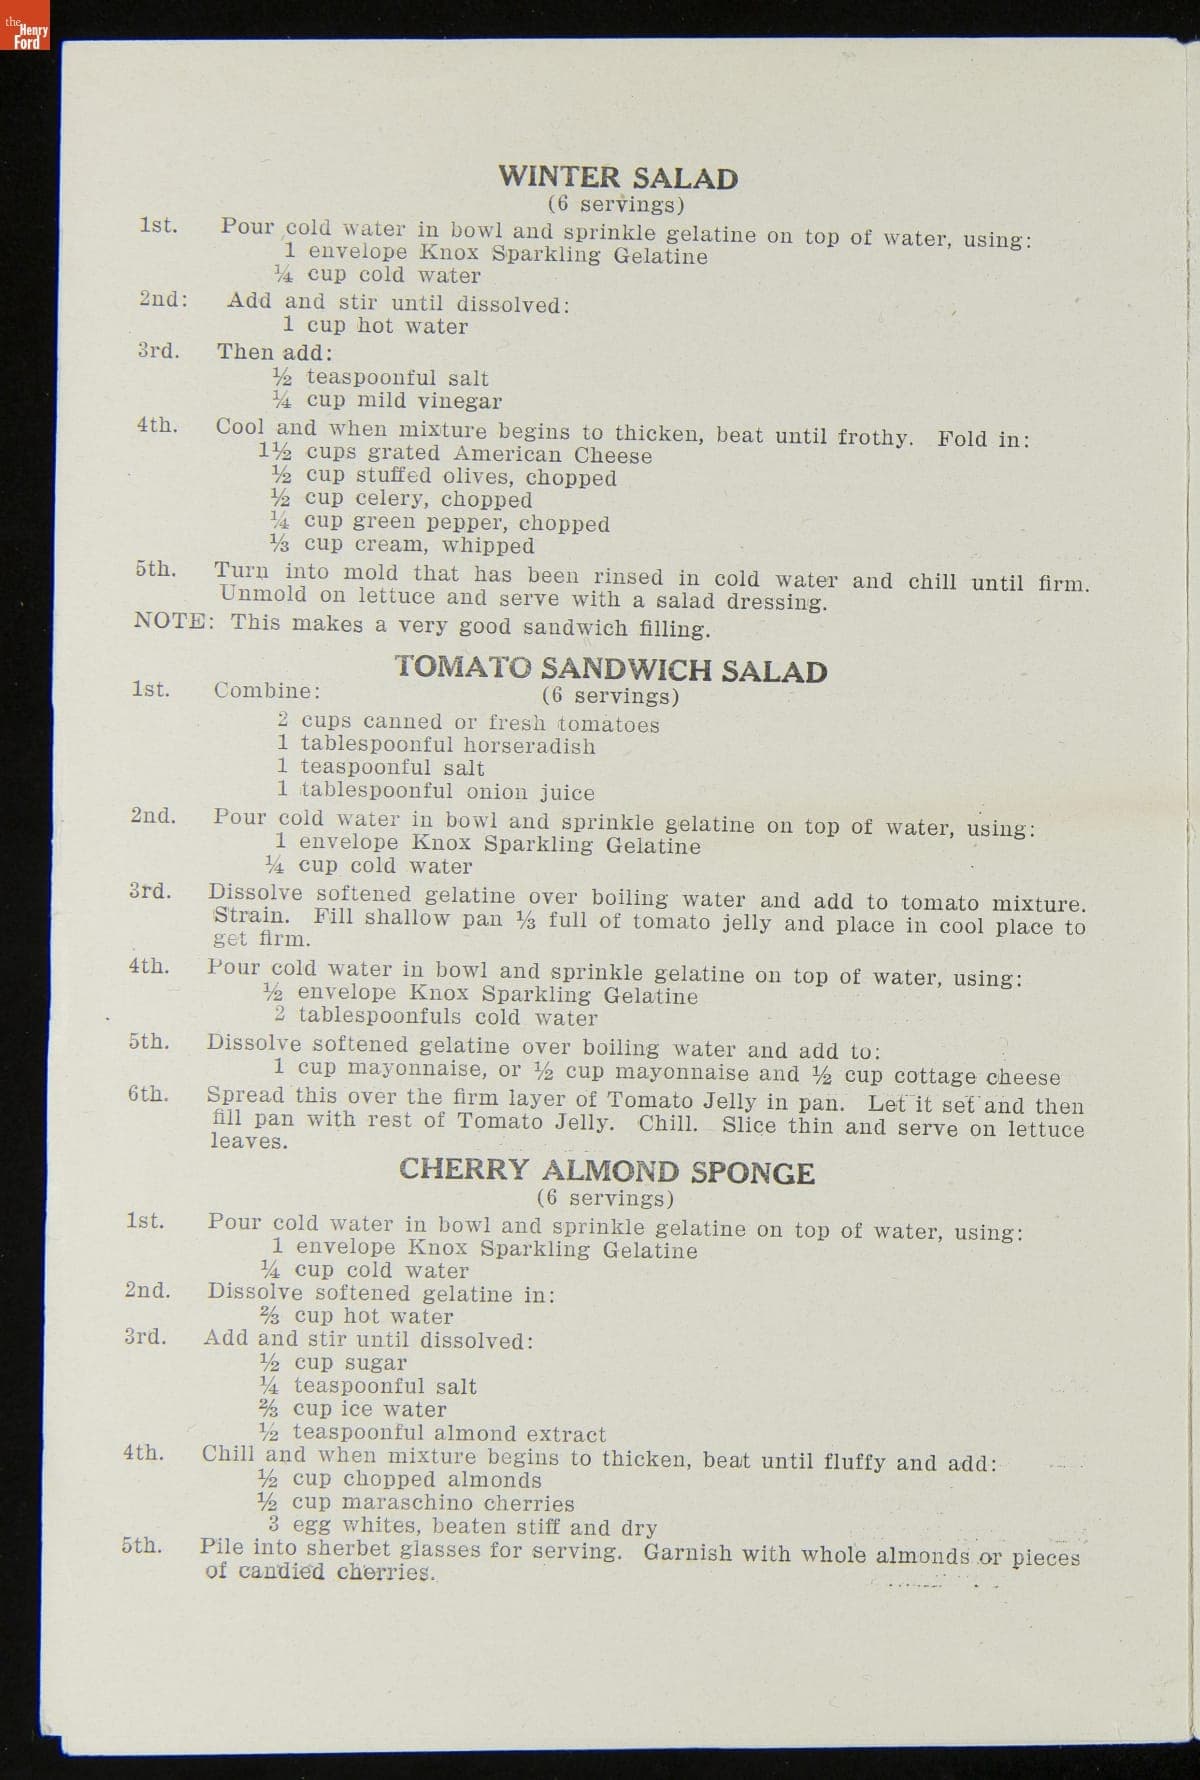 the
Henry
Ford
WINTER SALAD
(6 servings)
1st. Pour cold water in bowl and sprinkle gelatine on top of water, using:
1 envelope Knox Sparkling Gelatine
¼ cup cold water
2nd: Add and stir until dissolved:
1 cup hot water
3rd. Then add:
½ teaspoonful salt
¼ cup mild vinegar
4th. Cool and when mixture begins to thicken, beat until frothy. Fold in:
1½ cups grated American Cheese
½ cup stuffed olives, chopped
½ cup celery, chopped
¼ cup green pepper, chopped
⅓ cup cream, whipped
5th. Turn into mold that has been rinsed in cold water and chill until firm.
Unmold on lettuce and serve with a salad dressing.
NOTE: This makes a very good sandwich filling.
TOMATO SANDWICH SALAD
1st. Combine: (6 servings)
2 cups canned or fresh tomatoes
1 tablespoonful horseradish
1 teaspoonful salt
1 tablespoonful onion juice
2nd. Pour cold water in bowl and sprinkle gelatine on top of water, using:
1 envelope Knox Sparkling Gelatine
¼ cup cold water
3rd. Dissolve softened gelatine over boiling water and add to tomato mixture.
Strain. Fill shallow pan ⅓ full of tomato jelly and place in cool place to
get firm.
4th. Pour cold water in bowl and sprinkle gelatine on top of water, using:
½ envelope Knox Sparkling Gelatine
2 tablespoonfuls cold water
5th. Dissolve softened gelatine over boiling water and add to:
1 cup mayonnaise, or ½ cup mayonnaise and ½ cup cottage cheese
6th. Spread this over the firm layer of Tomato Jelly in pan. Let it set and then
fill pan with rest of Tomato Jelly. Chill. Slice thin and serve on lettuce
leaves.
CHERRY ALMOND SPONGE
(6 servings)
1st. Pour cold water in bowl and sprinkle gelatine on top of water, using:
1 envelope Knox Sparkling Gelatine
¼ cup cold water
2nd. Dissolve softened gelatine in:
⅔ cup hot water
3rd. Add and stir until dissolved:
½ cup sugar
¼ teaspoonful salt
⅔ cup ice water
½ teaspoonful almond extract
4th. Chill and when mixture begins to thicken, beat until fluffy and add:
½ cup chopped almonds
½ cup maraschino cherries
3 egg whites, beaten stiff and dry
5th. Pile into sherbet glasses for serving. Garnish with whole almonds or pieces
of candied cherries.